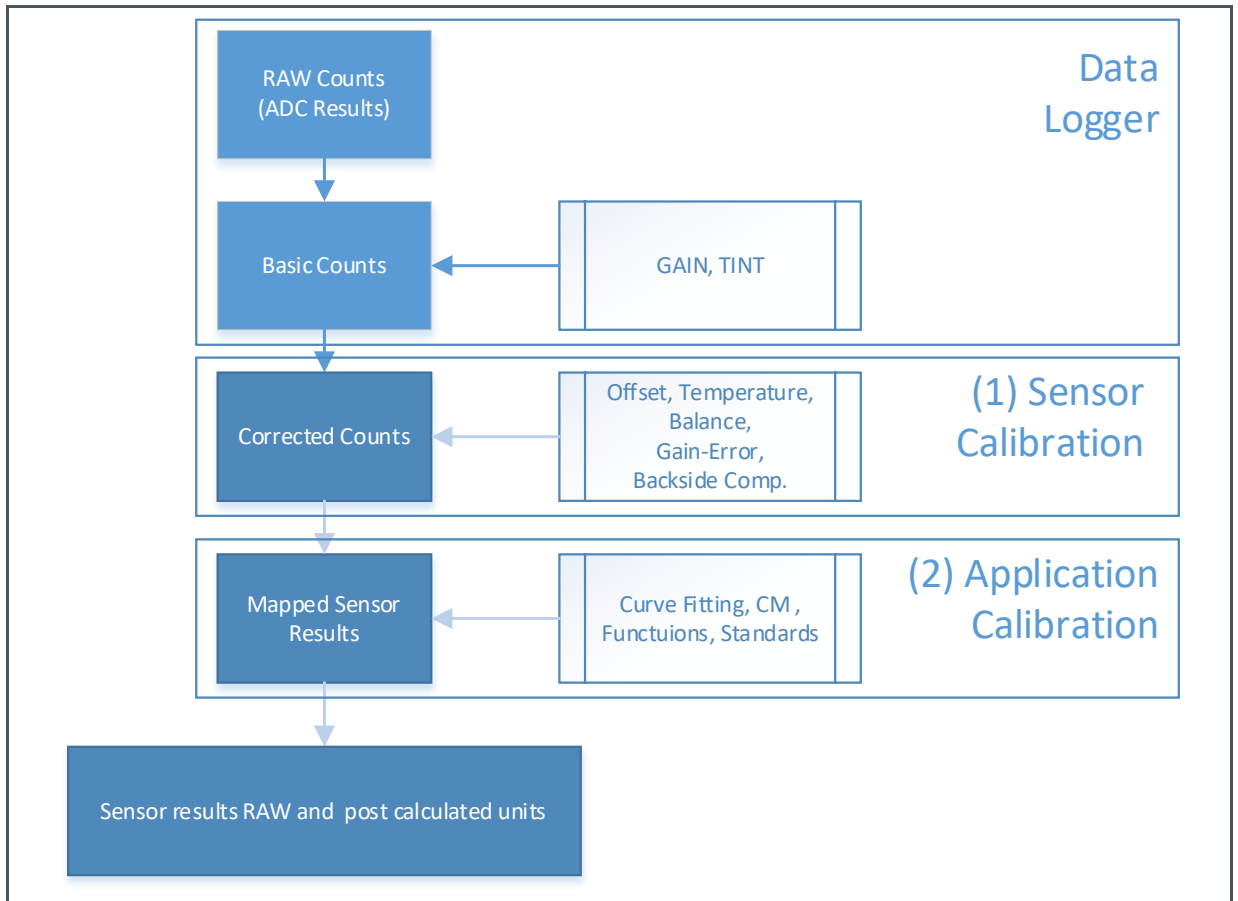 RAW Counts
(ADC Results)
Data
Logger
Basic Counts
GAIN, TINT
Corrected Counts
Offset, Temperature,
Balance,
Gain-Error,
Backside Comp.
(1) Sensor
Calibration
Mapped Sensor
Results
Curve Fitting, CM ,
Functuions, Standards
(2) Application
Calibration
Sensor results RAW and  post calculated units